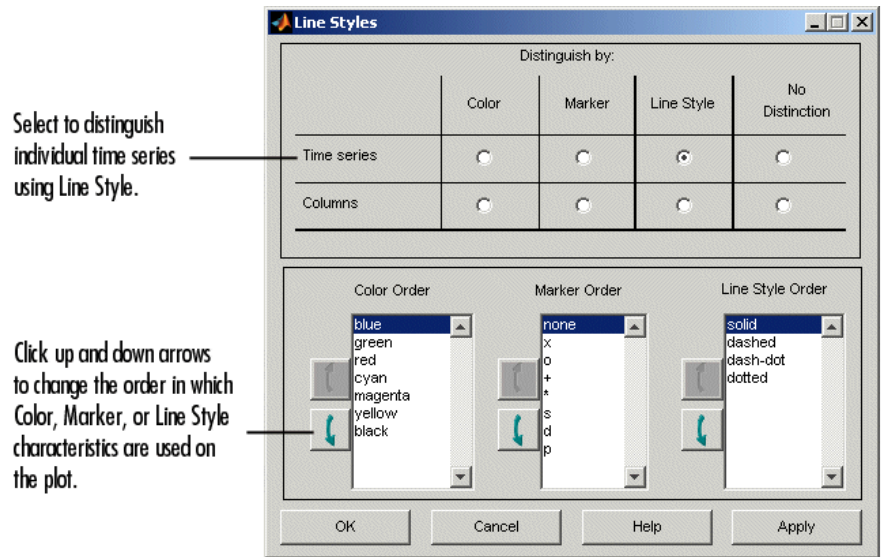 Line Styles
Distinguish by:
Color
Marker
Line Style
No
Distinction
Select to distinguish
individual time series
using Line Style.
Time series
Columns
Color Order
Marker Order
Line Style Order
blue
green
red
cyan
magenta
yellow
black
none
x
o
+
*
s
d
p
solid
dashed
dash-dot
dotted
Click up and down arrows
to change the order in which
Color, Marker, or Line Style
characteristics are used on
the plot.
OK
Cancel
Help
Apply